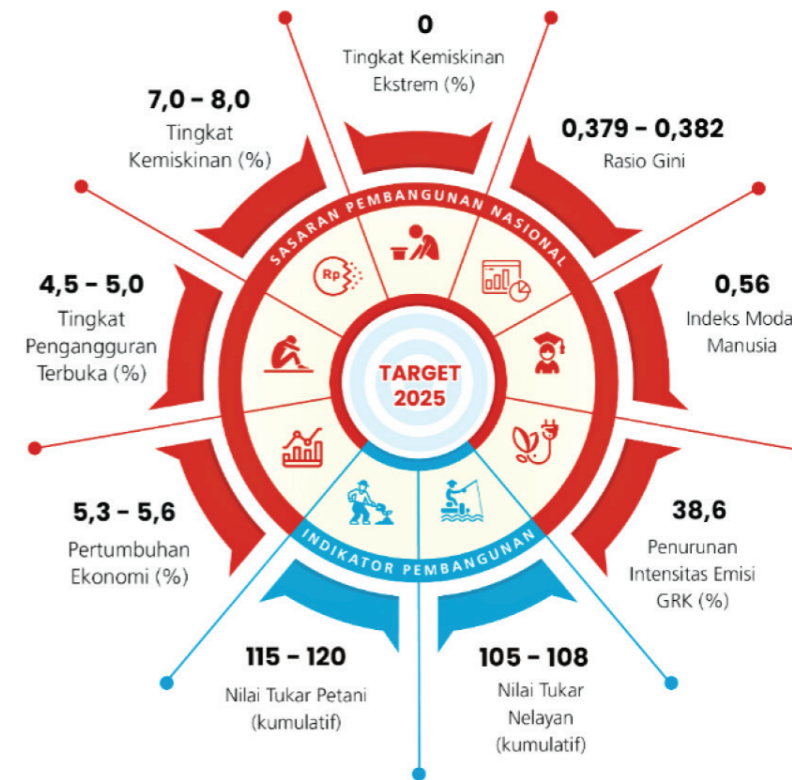 0
Tingkat Kemiskinan
Ekstrem (%)
0,379 – 0,382
Rasio Gini
0,56
Indeks Moda
Manusia
38,6
Penurunan
Intensitas Emisi
GRK (%)
105 – 108
Nilai Tukar
Nelayan
(kumulatif)
115 – 120
Nilai Tukar Petani
(kumulatif)
5,3 – 5,6
Pertumbuhan
Ekonomi (%)
4,5 – 5,0
Tingkat
Pengangguran
Terbuka (%)
7,0 – 8,0
Tingkat
Kemiskinan (%)
SASARAN PEMBANGUNAN NASIONAL
Rp
TARGET
2025
INDIKATOR PEMBANGUNAN